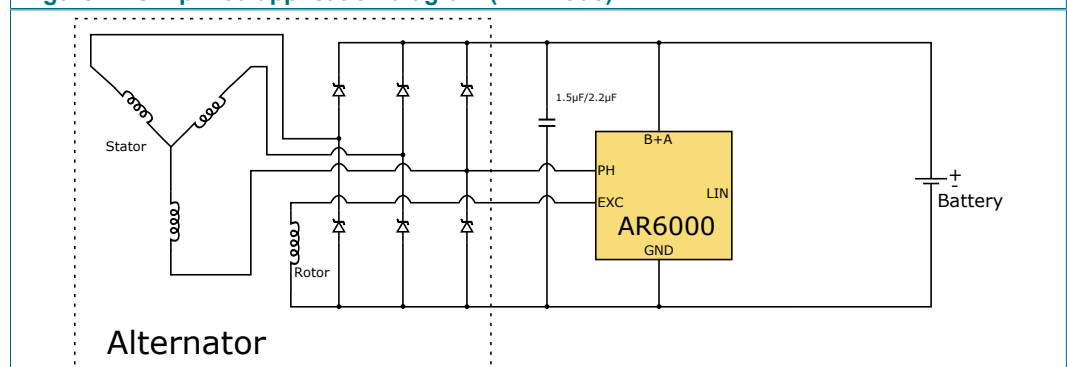 1.5µF/2.2µF
B+A
Stator
PH
LIN
+
-
EXC
Battery
AR6000
GND
Rotor
Alternator